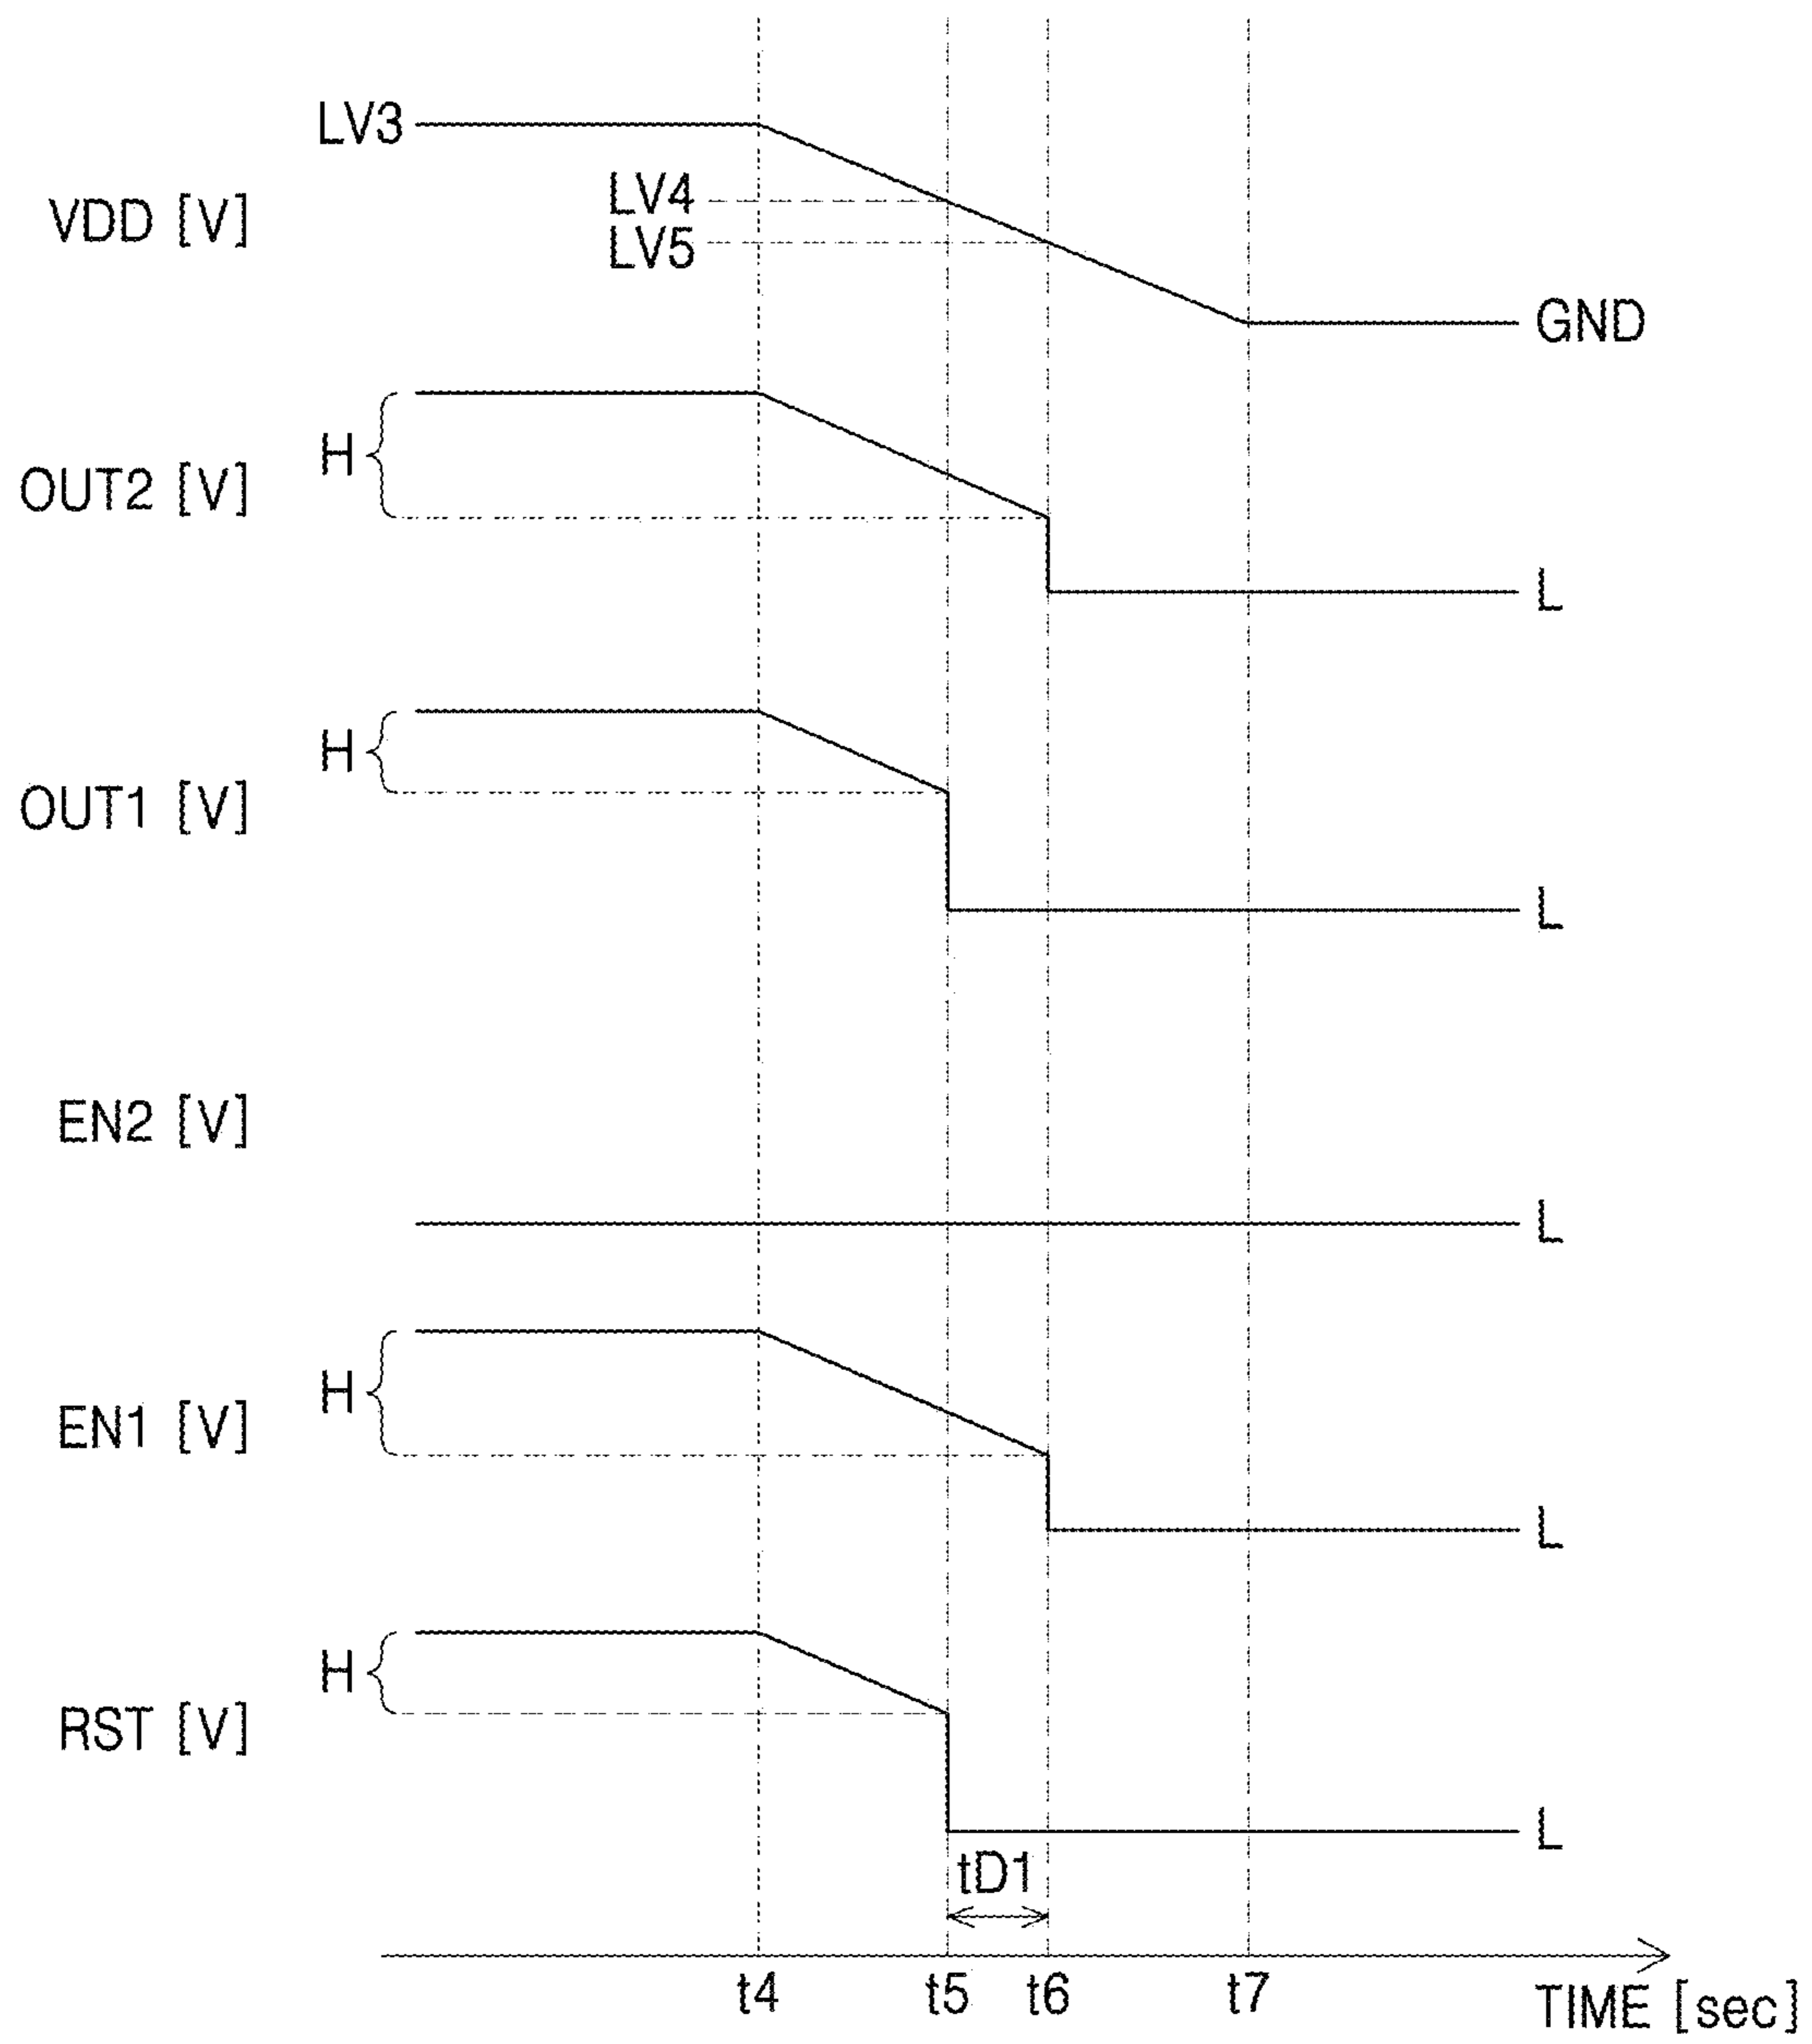 LV3
VDD [V]
LV4
LV5
GND
H
OUT2 [V]
L
H
OUT1 [V]
L
EN2 [V]
L
H
EN1 [V]
L
H
RST [V]
L
tD1
t4 t5 t6 t7
TIME [sec]